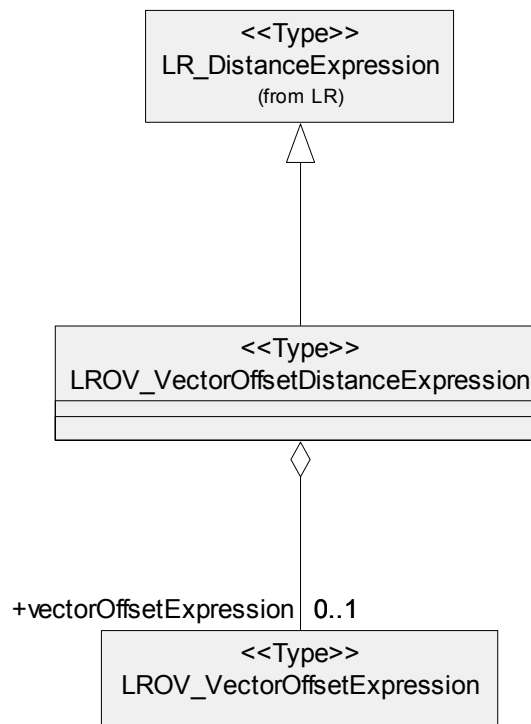 <<Type>>
LR_DistanceExpression
(from LR)
<<Type>>
LROV_VectorOffsetDistanceExpression
+vectorOffsetExpression 0..1
<<Type>>
LROV_VectorOffsetExpression